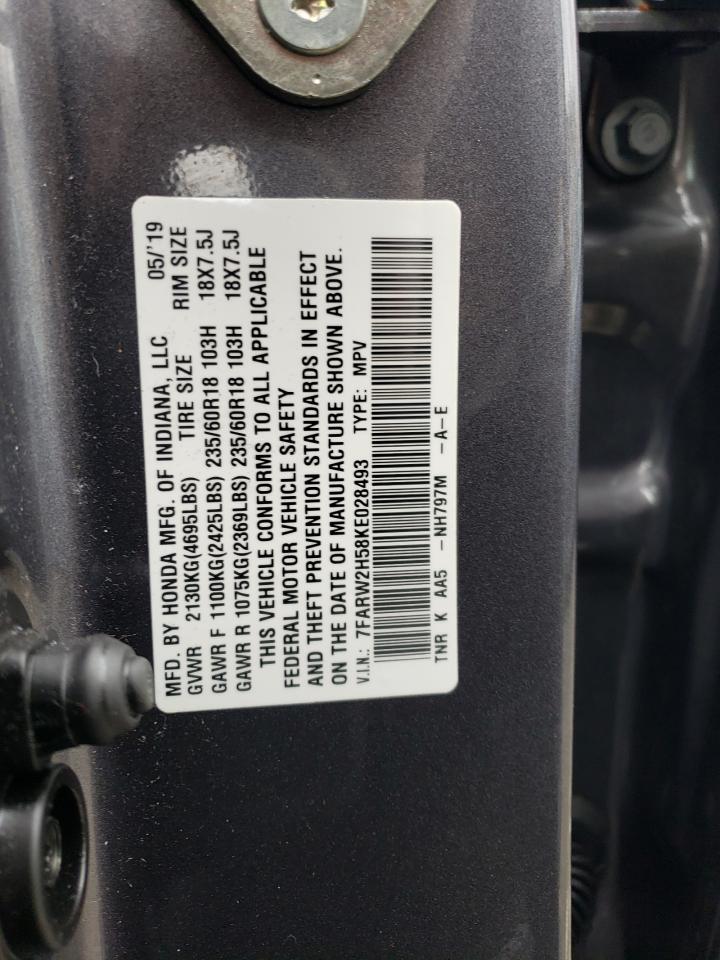 MFD. BY HONDA MFG. OF INDIANA, LLC 05/'19
GVWR 2130KG(4695LBS) TIRE SIZE RIM SIZE
GAWR F 1100KG(2425LBS) 235/60R18 103H 18X7.5J
GAWR R 1075KG(2369LBS) 235/60R18 103H 18X7.5J
THIS VEHICLE CONFORMS TO ALL APPLICABLE
FEDERAL MOTOR VEHICLE SAFETY
AND THEFT PREVENTION STANDARDS IN EFFECT
ON THE DATE OF MANUFACTURE SHOWN ABOVE.
V.I.N.: 7FARW2H58KE028493 TYPE: MPV
TNR K AA5 -NH797M -A-E